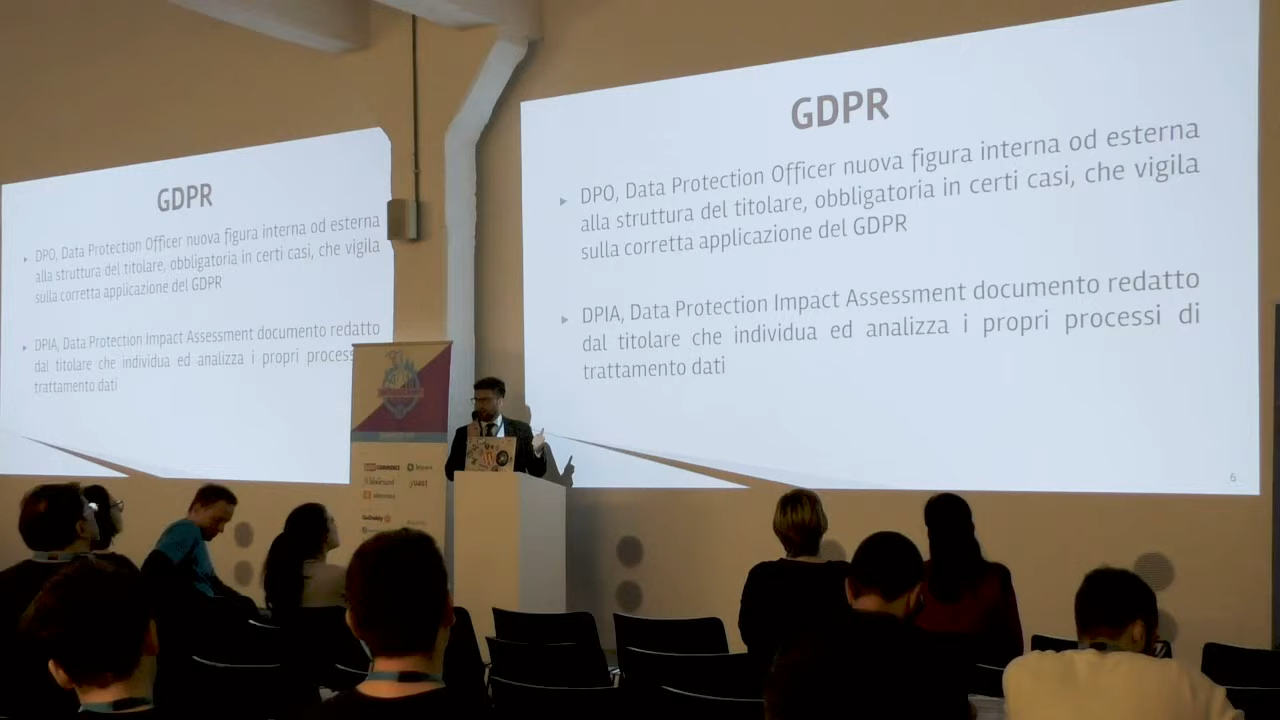 GDPR
DPO, Data Protection Officer nuova figura interna od esterna
alla struttura del titolare, obbligatoria in certi casi, che vigila
sulla corretta applicazione del GDPR
DPIA, Data Protection Impact Assessment documento redatto
dal titolare che individua ed analizza i propri process
trattamento dati
GDPR
DPO, Data Protection Officer nuova figura interna od esterna
alla struttura del titolare, obbligatoria in certi casi, che vigila
sulla corretta applicazione del GDPR
DPIA, Data Protection Impact Assessment documento redatto
dal titolare che individua ed analizza i propri processi di
trattamento dati
6
COMMERCE
yoast
GoDaddy